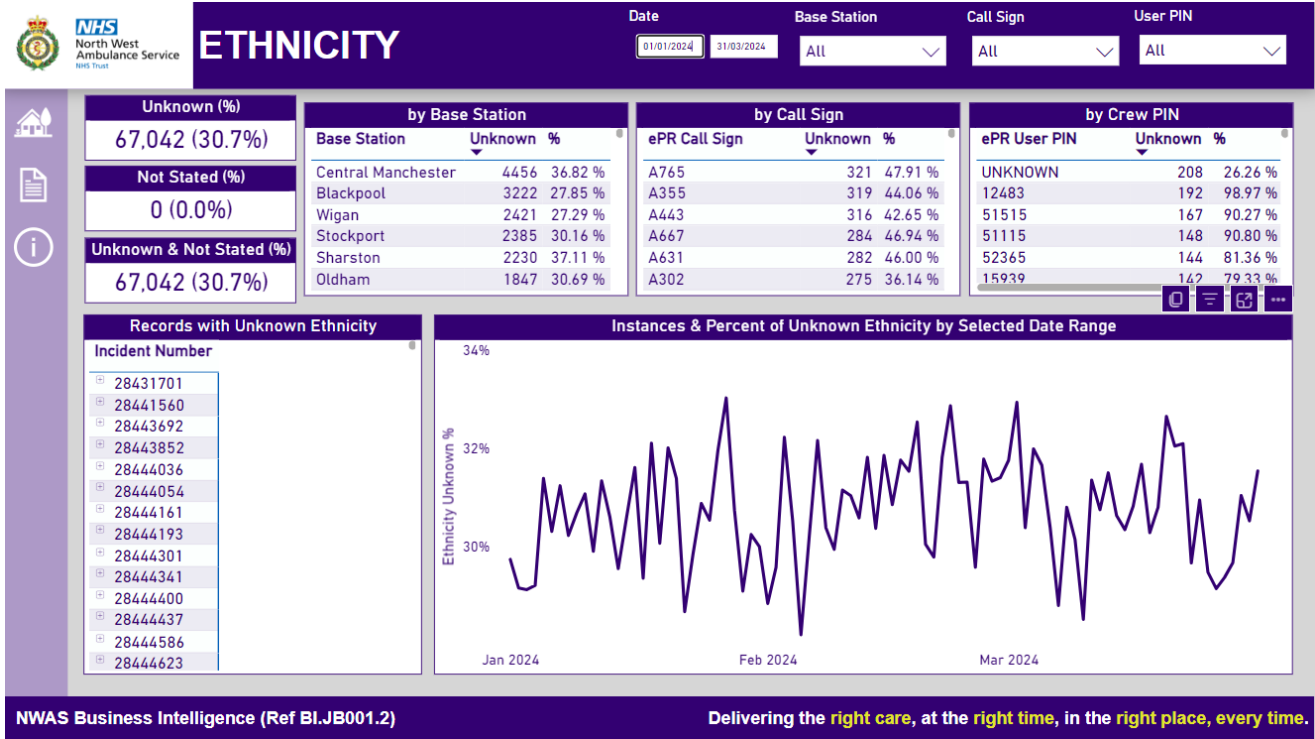 NHS
North West
Ambulance Service
NHS Trust
ETHNICITY
Date
01/01/2024 31/03/2024
Base Station
All
Call Sign
All
User PIN
All
Unknown (%)
67,042 (30.7%)
Not Stated (%)
0 (0.0%)
Unknown & Not Stated (%)
67,042 (30.7%)
by Base Station
Base Station Unknown %
Central Manchester 4456 36.82 %
Blackpool 3222 27.85 %
Wigan 2421 27.29 %
Stockport 2385 30.16 %
Sharston 2230 37.11 %
Oldham 1847 30.69 %
by Call Sign
ePR Call Sign Unknown %
A765 321 47.91 %
A355 319 44.06 %
A443 316 42.65 %
A667 284 46.94 %
A631 282 46.00 %
A302 275 36.14 %
by Crew PIN
ePR User PIN Unknown %
UNKNOWN 208 26.26 %
12483 192 98.97 %
51515 167 90.27 %
51115 148 90.80 %
52365 144 81.36 %
15939 142 79.33 %
Records with Unknown Ethnicity
Incident Number
28431701
28441560
28443692
28443852
28444036
28444054
28444161
28444193
28444301
28444341
28444400
28444437
28444586
28444623
Instances & Percent of Unknown Ethnicity by Selected Date Range
Ethnicity Unknown %
34%
32%
30%
Jan 2024 Feb 2024 Mar 2024
NWAS Business Intelligence (Ref BI.JB001.2)
Delivering the right care, at the right time, in the right place, every time.